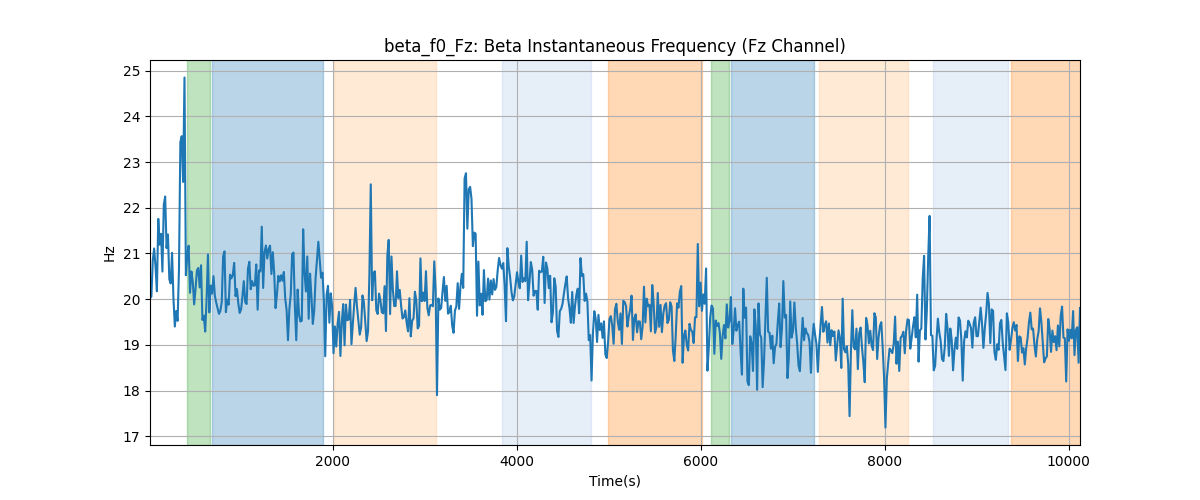 beta_f0_Fz: Beta Instantaneous Frequency (Fz Channel)
25
24
23
22
21
20
19
18
17
Hz
2000 4000 6000 8000 10000
Time(s)